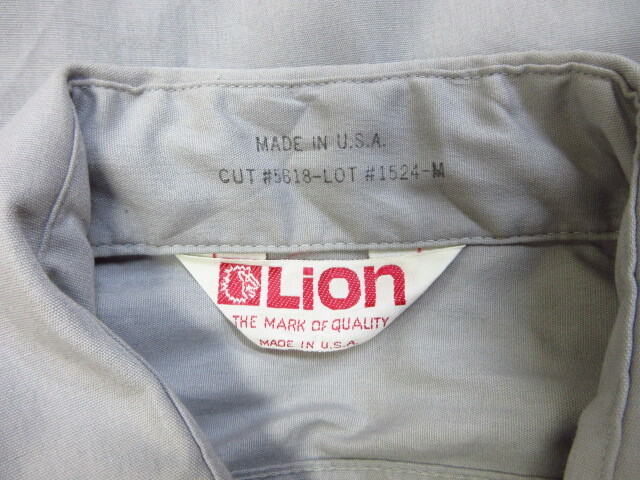 MADE IN U.S.A.
CUT #5618-LOT #1524-M
Lion
THE MARK OF QUALITY
MADE IN U.S.A.